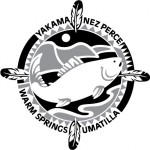 YAKAMA
NEZ PERCE
WARM SPRINGS
UMATILLA